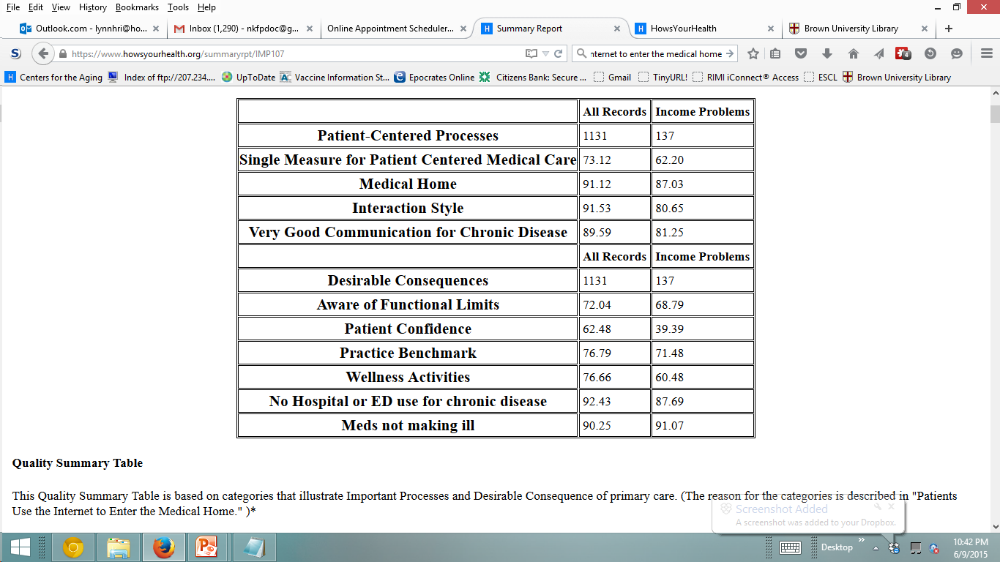 File Edit View History Bookmarks Tools Help
Outlook.com - lynnhri@ho... Inbox (1,290) - nkfpdoc@g... Online Appointment Scheduler... Summary Report HowsYourHealth Brown University Library
https://www.howsyourhealth.org/summaryrpt/IMP107 nternet to enter the medical home 4
Centers for the Aging Index of ftp://207.234.... UpToDate Vaccine Information St... Epocrates Online Citizens Bank: Secure ... Gmail TinyURL! RIMI iConnect® Access ESCL Brown University Library
All Records Income Problems
Patient-Centered Processes 1131 137
Single Measure for Patient Centered Medical Care 73.12 62.20
Medical Home 91.12 87.03
Interaction Style 91.53 80.65
Very Good Communication for Chronic Disease 89.59 81.25
All Records Income Problems
Desirable Consequences 1131 137
Aware of Functional Limits 72.04 68.79
Patient Confidence 62.48 39.39
Practice Benchmark 76.79 71.48
Wellness Activities 76.66 60.48
No Hospital or ED use for chronic disease 92.43 87.69
Meds not making ill 90.25 91.07
Quality Summary Table
This Quality Summary Table is based on categories that illustrate Important Processes and Desirable Consequence of primary care. (The reason for the categories is described in "Patients
Use the Internet to Enter the Medical Home." )*
Screenshot Added
A screenshot was added to your Dropbox.
Desktop
10:42 PM
6/9/2015